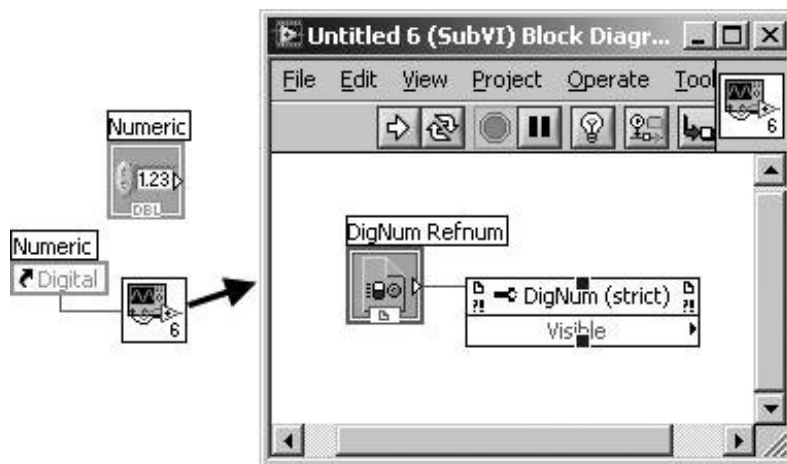 Untitled 6 (SubVI) Block Diagr...
File Edit View Project Operate Tool
6
Numeric
1.23
DBL
Numeric
Digital
6
DigNum Refnum
?! DigNum (strict) ?!
Visible